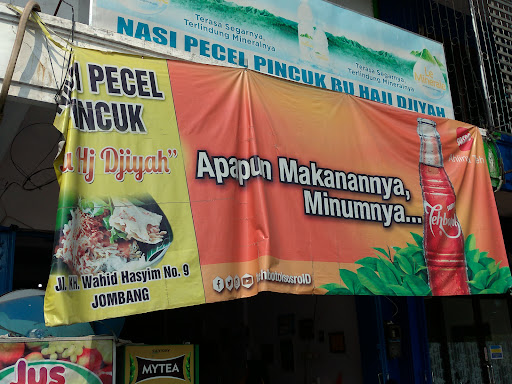 Terasa Segarnya,
Terlindung Mineralnya
NASI PECEL PINCUK BU HAJI DJIYAH
Terasa Segarnya,
Terlindung Mineralnya
PECEL
PINCUK
Hj Djiyah"
Jl. KH. Wahid Hasyim No. 9
JOMBANG
Apapun Makanannya,
Minumnya...
Tehbotol
Jus
MYTEA